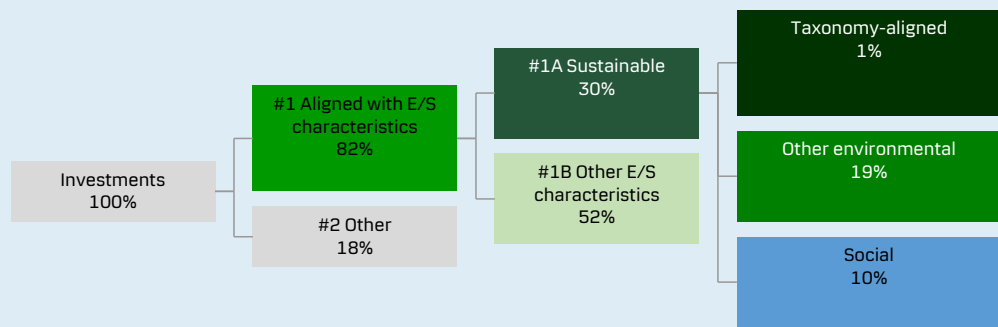 Investments
100%
#1 Aligned with E/S
characteristics
82%
#2 Other
18%
#1A Sustainable
30%
#1B Other E/S
characteristics
52%
Taxonomy-aligned
1%
Other environmental
19%
Social
10%